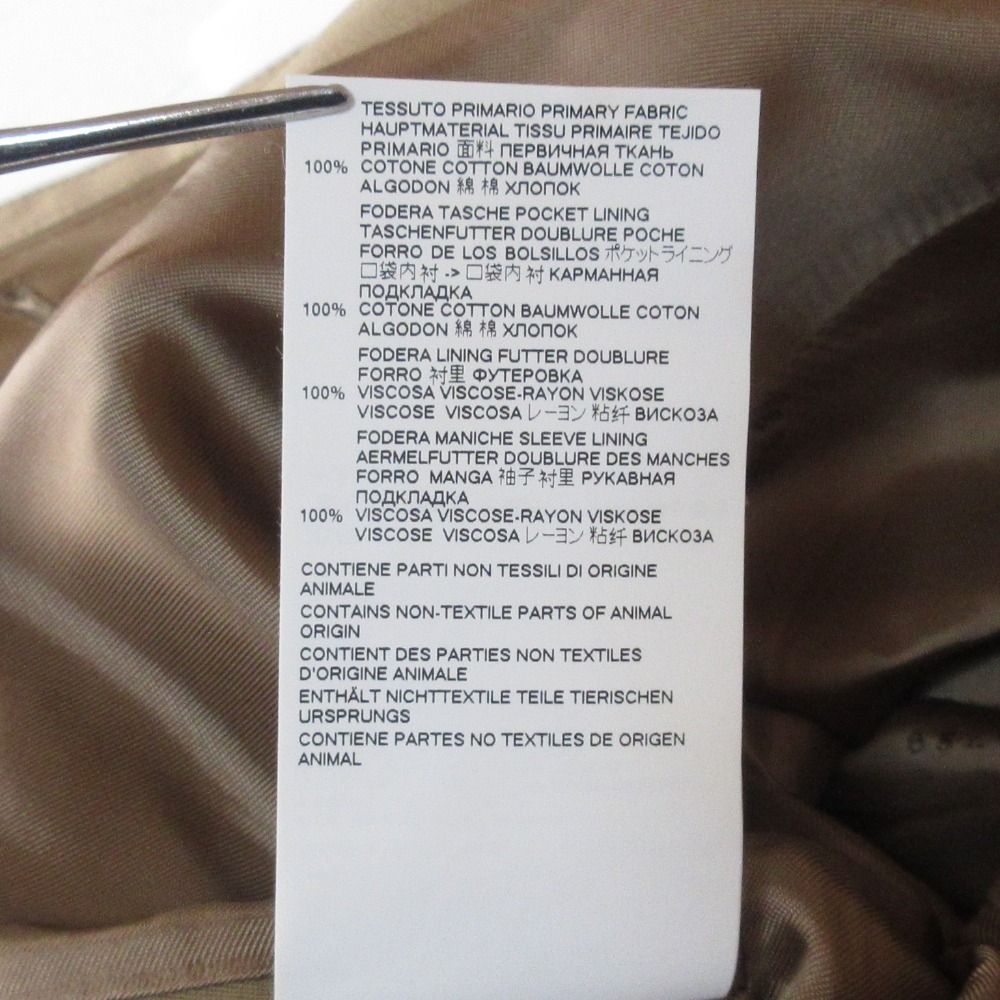 TESSUTO PRIMARIO PRIMARY FABRIC
HAUPTMATERIAL TISSU PRIMAIRE TEJIDO
PRIMARIO 面料 ПЕРВИЧНАЯ ТКАНЬ
100% COTONE COTTON BAUMWOLLE COTON
ALGODON 綿 棉 ХЛОПОК
FODERA TASCHE POCKET LINING
TASCHENFUTTER DOUBLURE POCHE
FORRO DE LOS BOLSILLOS ポケットライニング
口袋内衬 -> 口袋内衬 КАРМАННАЯ
ПОДКЛАДКА
100% COTONE COTTON BAUMWOLLE COTON
ALGODON 綿 棉 ХЛОПОК
FODERA LINING FUTTER DOUBLURE
FORRO 衬里 ФУТЕРОВКА
100% VISCOSA VISCOSE-RAYON VISKOSE
VISCOSE VISCOSA レーヨン 粘纤 ВИСКОЗА
FODERA MANICHE SLEEVE LINING
AERMELFUTTER DOUBLURE DES MANCHES
FORRO MANGA 袖子衬里 РУКАВНАЯ
ПОДКЛАДКА
100% VISCOSA VISCOSE-RAYON VISKOSE
VISCOSE VISCOSA レーヨン 粘纤 ВИСКОЗА
CONTIENE PARTI NON TESSILI DI ORIGINE
ANIMALE
CONTAINS NON-TEXTILE PARTS OF ANIMAL
ORIGIN
CONTIENT DES PARTIES NON TEXTILES
D'ORIGINE ANIMALE
ENTHÄLT NICHTTEXTILE TEILE TIERISCHEN
URSPRUNGS
CONTIENE PARTES NO TEXTILES DE ORIGEN
ANIMAL